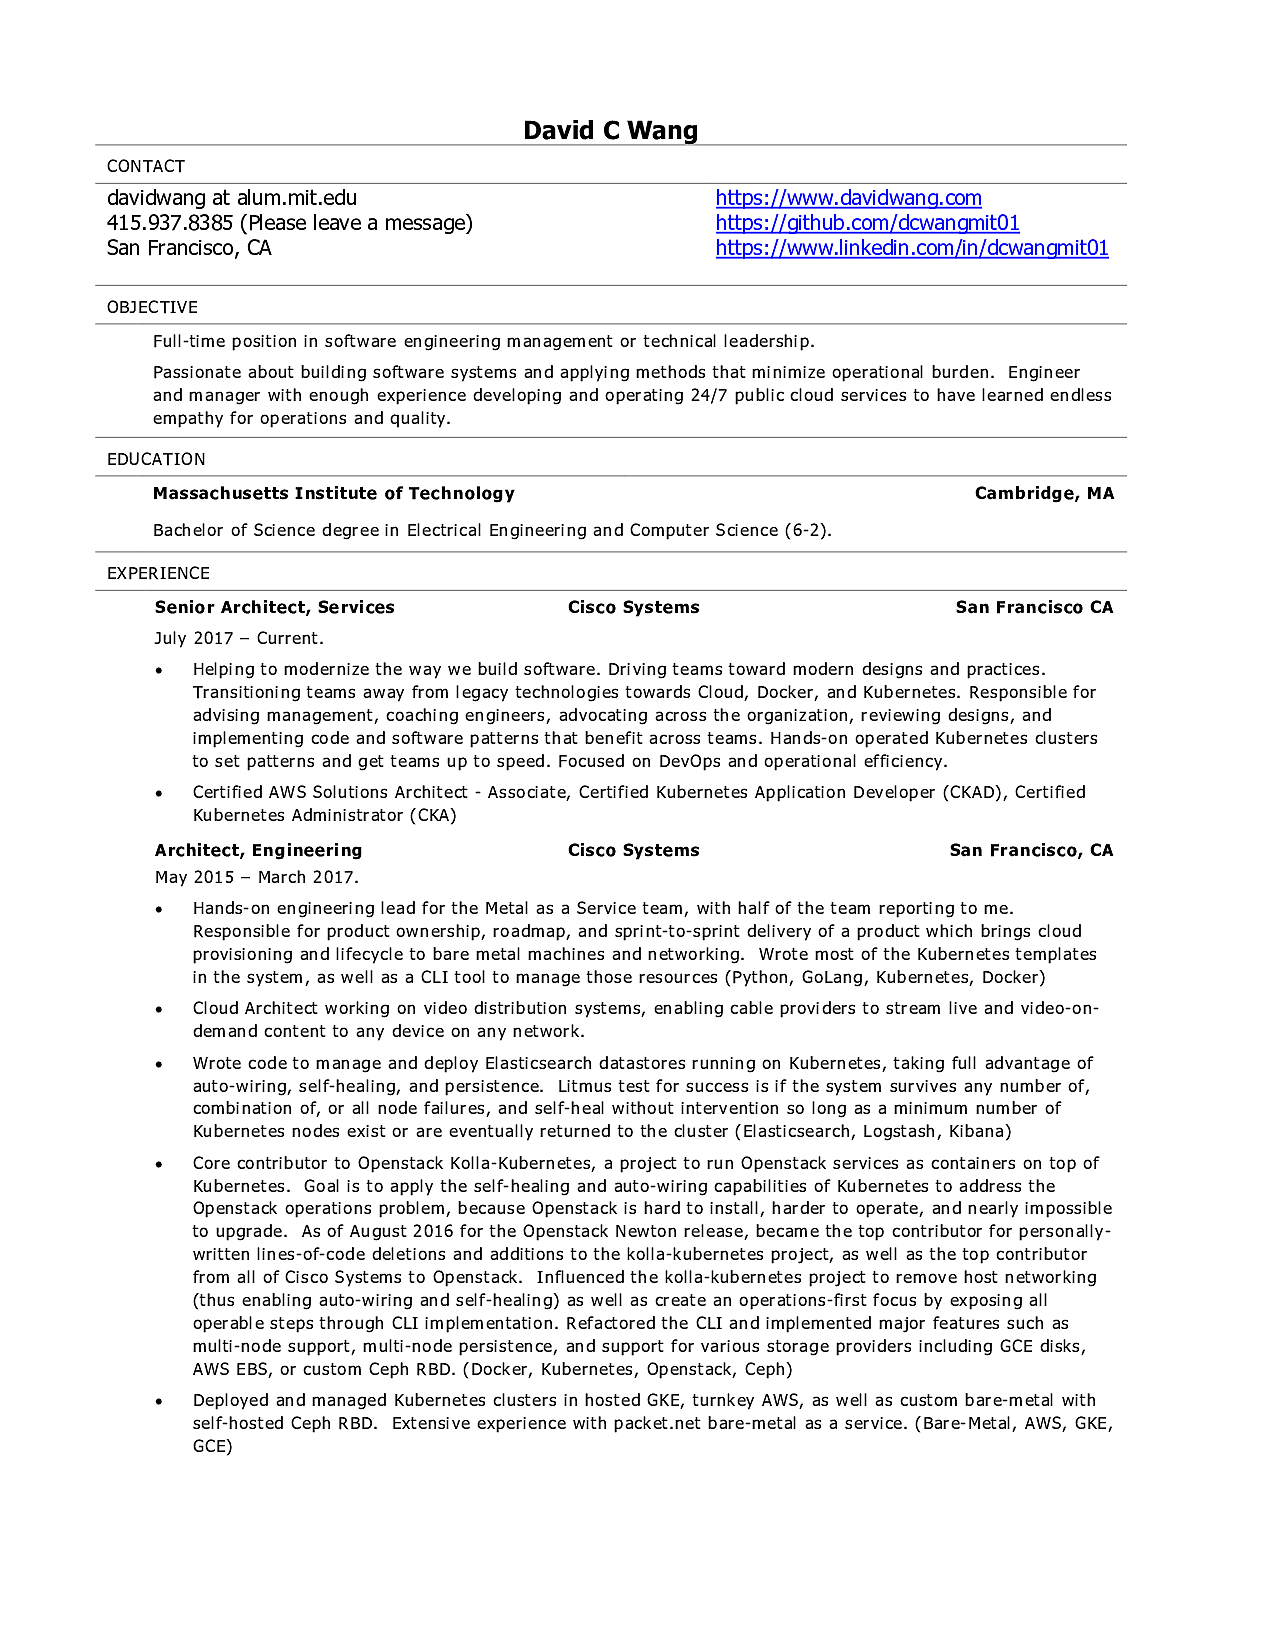 David C Wang
CONTACT
davidwang at alum.mit.edu
https://www.davidwang.com
415.937.8385 (Please leave a message)
https://github.com/dcwangmit01
San Francisco, CA
https://www.linkedin.com/in/dcwangmit01
OBJECTIVE
Full-time position in software engineering management or technical leadership.
Passionate about building software systems and applying methods that minimize operational burden.  Engineer
and manager with enough experience developing and operating 24/7 public cloud services to have learned endless
empathy for operations and quality.
EDUCATION
Massachusetts Institute of Technology Cambridge, MA
Bachelor of Science degree in Electrical Engineering and Computer Science (6-2).
EXPERIENCE
Senior Architect, Services Cisco Systems San Francisco CA
July 2017 – Current.
• Helping to modernize the way we build software. Driving teams toward modern designs and practices.
Transitioning teams away from legacy technologies towards Cloud, Docker, and Kubernetes. Responsible for
advising management, coaching engineers, advocating across the organization, reviewing designs, and
implementing code and software patterns that benefit across teams. Hands-on operated Kubernetes clusters
to set patterns and get teams up to speed. Focused on DevOps and operational efficiency.
• Certified AWS Solutions Architect - Associate, Certified Kubernetes Application Developer (CKAD), Certified
Kubernetes Administrator (CKA)
Architect, Engineering Cisco Systems San Francisco, CA
May 2015 – March 2017.
• Hands-on engineering lead for the Metal as a Service team, with half of the team reporting to me.
Responsible for product ownership, roadmap, and sprint-to-sprint delivery of a product which brings cloud
provisioning and lifecycle to bare metal machines and networking.  Wrote most of the Kubernetes templates
in the system, as well as a CLI tool to manage those resources (Python, GoLang, Kubernetes, Docker)
• Cloud Architect working on video distribution systems, enabling cable providers to stream live and video-on-
demand content to any device on any network.
• Wrote code to manage and deploy Elasticsearch datastores running on Kubernetes, taking full advantage of
auto-wiring, self-healing, and persistence.  Litmus test for success is if the system survives any number of,
combination of, or all node failures, and self-heal without intervention so long as a minimum number of
Kubernetes nodes exist or are eventually returned to the cluster (Elasticsearch, Logstash, Kibana)
• Core contributor to Openstack Kolla-Kubernetes, a project to run Openstack services as containers on top of
Kubernetes.  Goal is to apply the self-healing and auto-wiring capabilities of Kubernetes to address the
Openstack operations problem, because Openstack is hard to install, harder to operate, and nearly impossible
to upgrade.  As of August 2016 for the Openstack Newton release, became the top contributor for personally-
written lines-of-code deletions and additions to the kolla-kubernetes project, as well as the top contributor
from all of Cisco Systems to Openstack.  Influenced the kolla-kubernetes project to remove host networking
(thus enabling auto-wiring and self-healing) as well as create an operations-first focus by exposing all
operable steps through CLI implementation. Refactored the CLI and implemented major features such as
multi-node support, multi-node persistence, and support for various storage providers including GCE disks,
AWS EBS, or custom Ceph RBD. (Docker, Kubernetes, Openstack, Ceph)
• Deployed and managed Kubernetes clusters in hosted GKE, turnkey AWS, as well as custom bare-metal with
self-hosted Ceph RBD.  Extensive experience with packet.net bare-metal as a service. (Bare-Metal, AWS, GKE,
GCE)